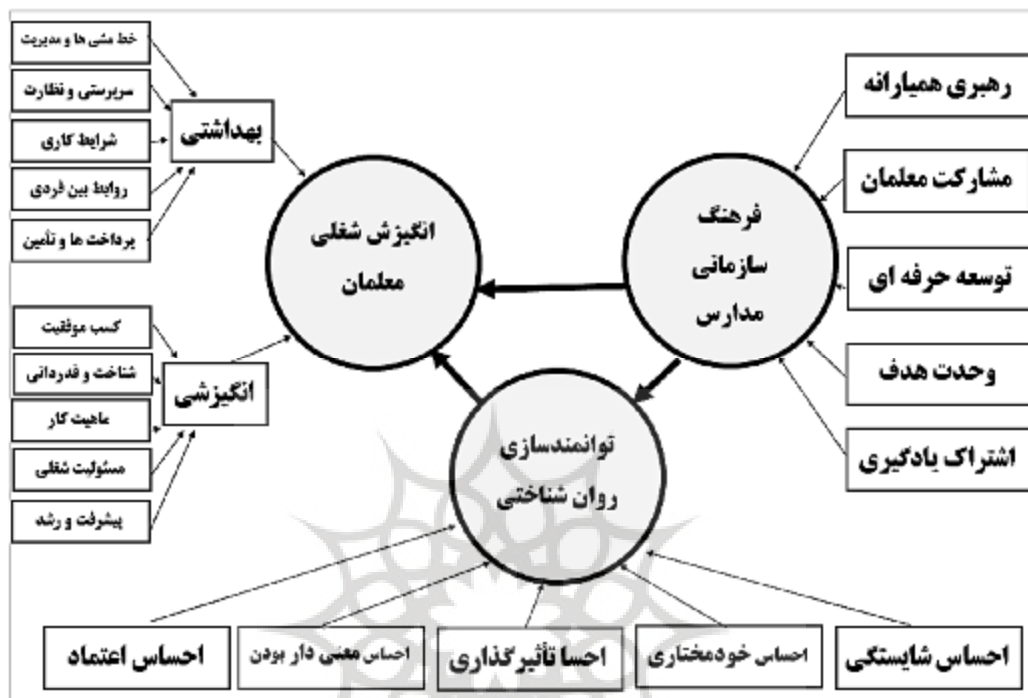 رهبری همیارانه
مشارکت معلمان
توسعه حرفه ای
وحدت هدف
اشتراک یادگیری
فرهنگ
سازمانی
مدارس
انگیزش شغلی
معلمان
توانمندسازی
روان شناختی
بهداشتی
خط مشی ها و مدیریت
سرپرستی و نظارت
شرایط کاری
روابط بین فردی
پرداخت ها و تأمین
انگیزشی
کسب موفقیت
شناخت و قدردانی
ماهیت کار
مسئولیت شغلی
پیشرفت و رشد
احساس شایستگی
احساس خودمختاری
احسا تأثیرگذاری
احساس معنی دار بودن
احساس اعتماد